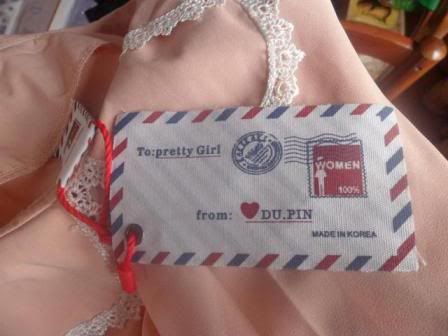 To:pretty Girl
WOMEN
100%
from: ❤ DU.PIN
MADE IN KOREA